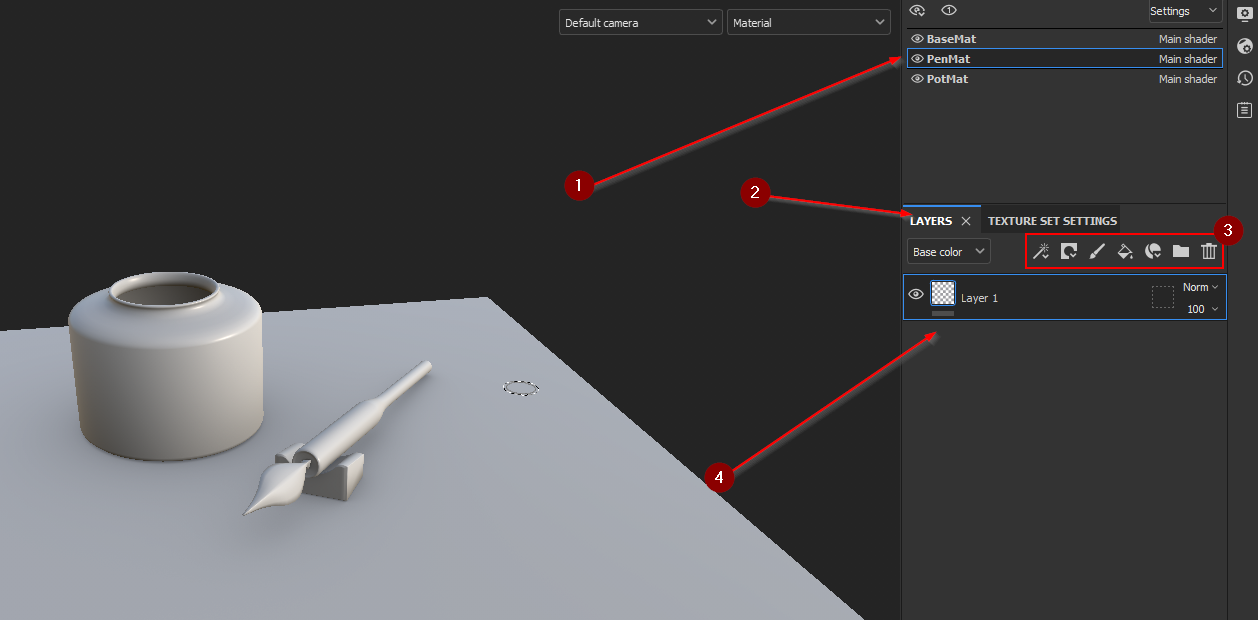 Default camera
Material
Settings
BaseMat Main shader
PenMat Main shader
PotMat Main shader
1
2
LAYERS
TEXTURE SET SETTINGS
3
Base color
Layer 1
Norm
100
4